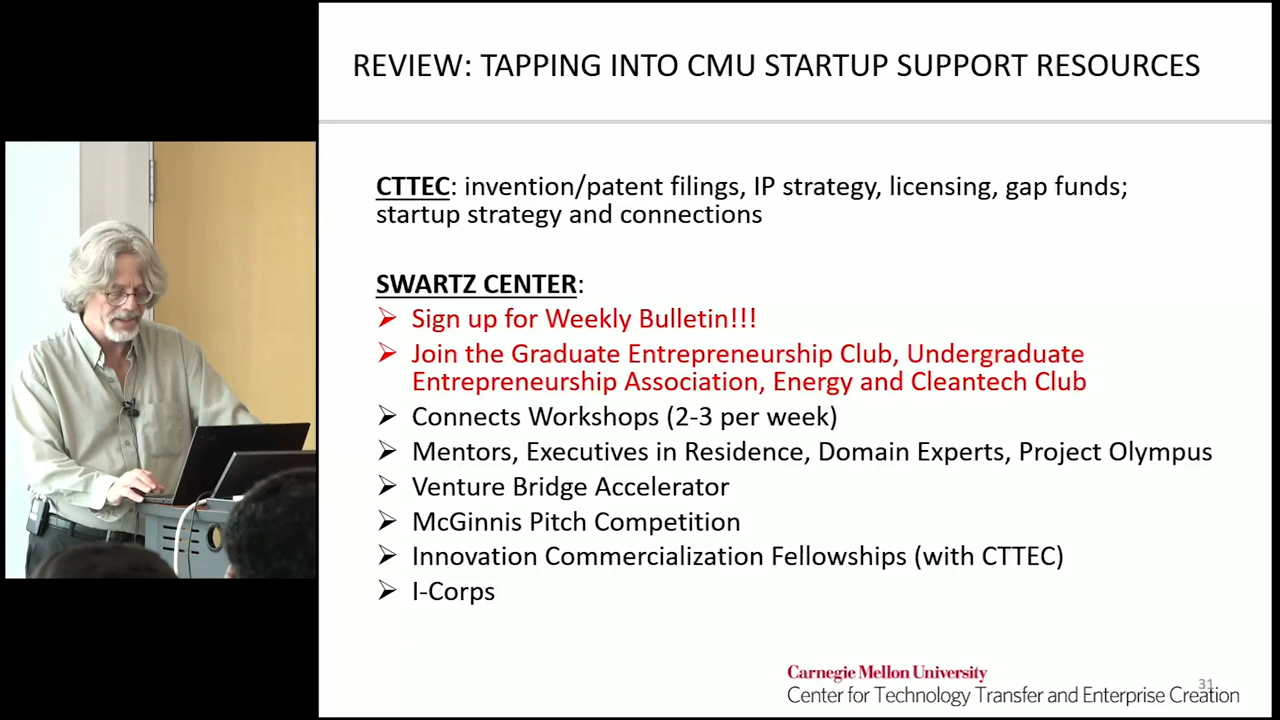 REVIEW: TAPPING INTO CMU STARTUP SUPPORT RESOURCES
CTTEC: invention/patent filings, IP strategy, licensing, gap funds;
startup strategy and connections
SWARTZ CENTER:
➢ Sign up for Weekly Bulletin!!!
➢ Join the Graduate Entrepreneurship Club, Undergraduate
Entrepreneurship Association, Energy and Cleantech Club
➢ Connects Workshops (2-3 per week)
➢ Mentors, Executives in Residence, Domain Experts, Project Olympus
➢ Venture Bridge Accelerator
➢ McGinnis Pitch Competition
➢ Innovation Commercialization Fellowships (with CTTEC)
➢ I-Corps
Carnegie Mellon University
31
Center for Technology Transfer and Enterprise Creation